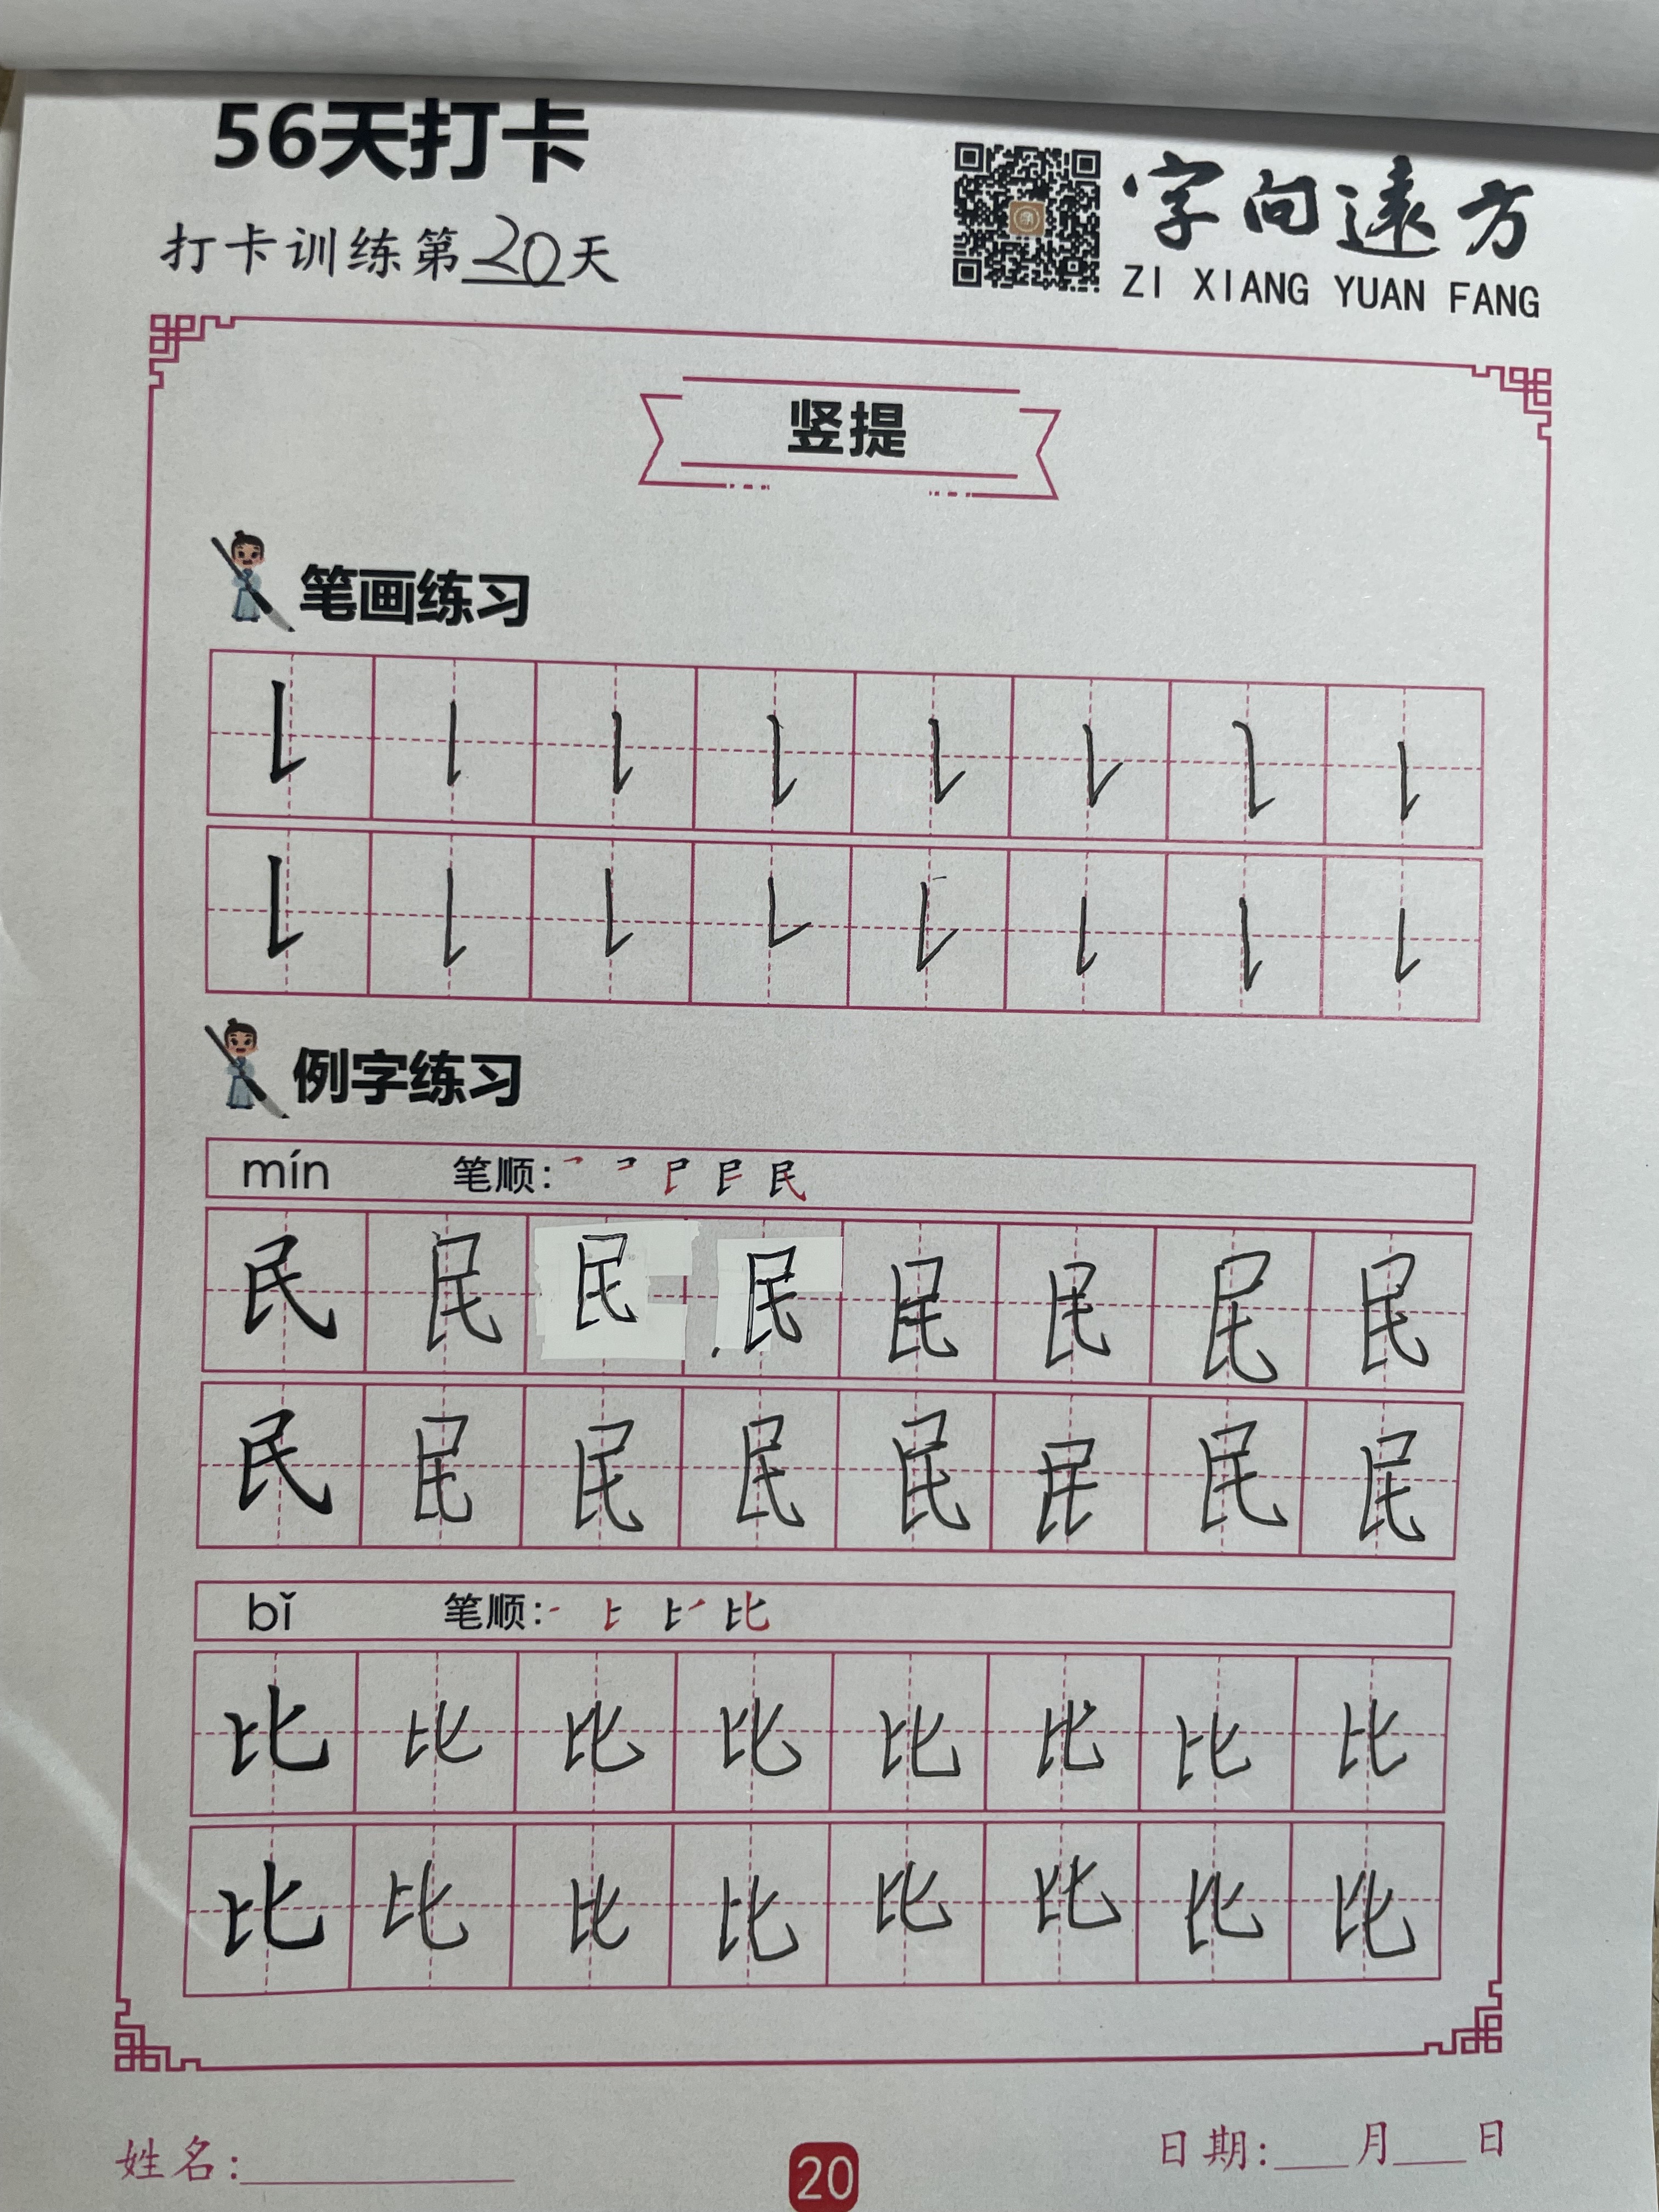 56天打卡
打卡训练第20天
字向遠方
ZI XIANG YUAN FANG
竖提
笔画练习
㇙ ㇙ ㇙ ㇙ ㇙ ㇙ ㇙ ㇙
㇙ ㇙ ㇙ ㇙ ㇙ ㇙ ㇙ ㇙
例字练习
mín 笔顺:
民 民 民 民 民 民 民 民
民 民 民 民 民 民 民 民
bǐ 笔顺:
比 比 比 比 比 比 比 比
比 比 比 比 比 比 比 比
姓名:
20
日期: 月 日